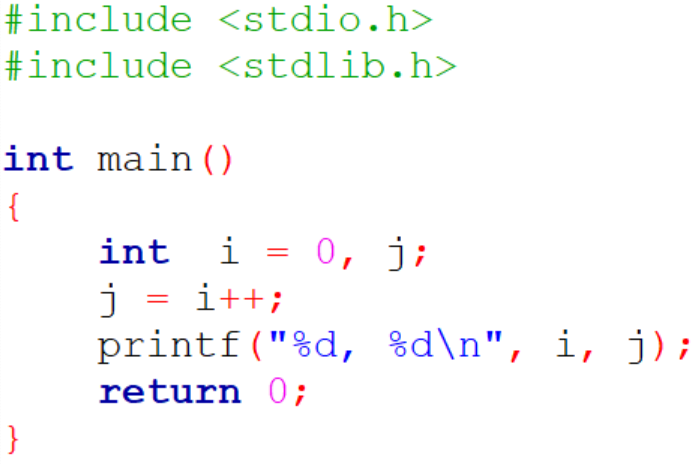 #include <stdio.h>
#include <stdlib.h>

int main()
{
    int  i = 0, j;
    j = i++;
    printf("%d, %d\n", i, j);
    return 0;
}